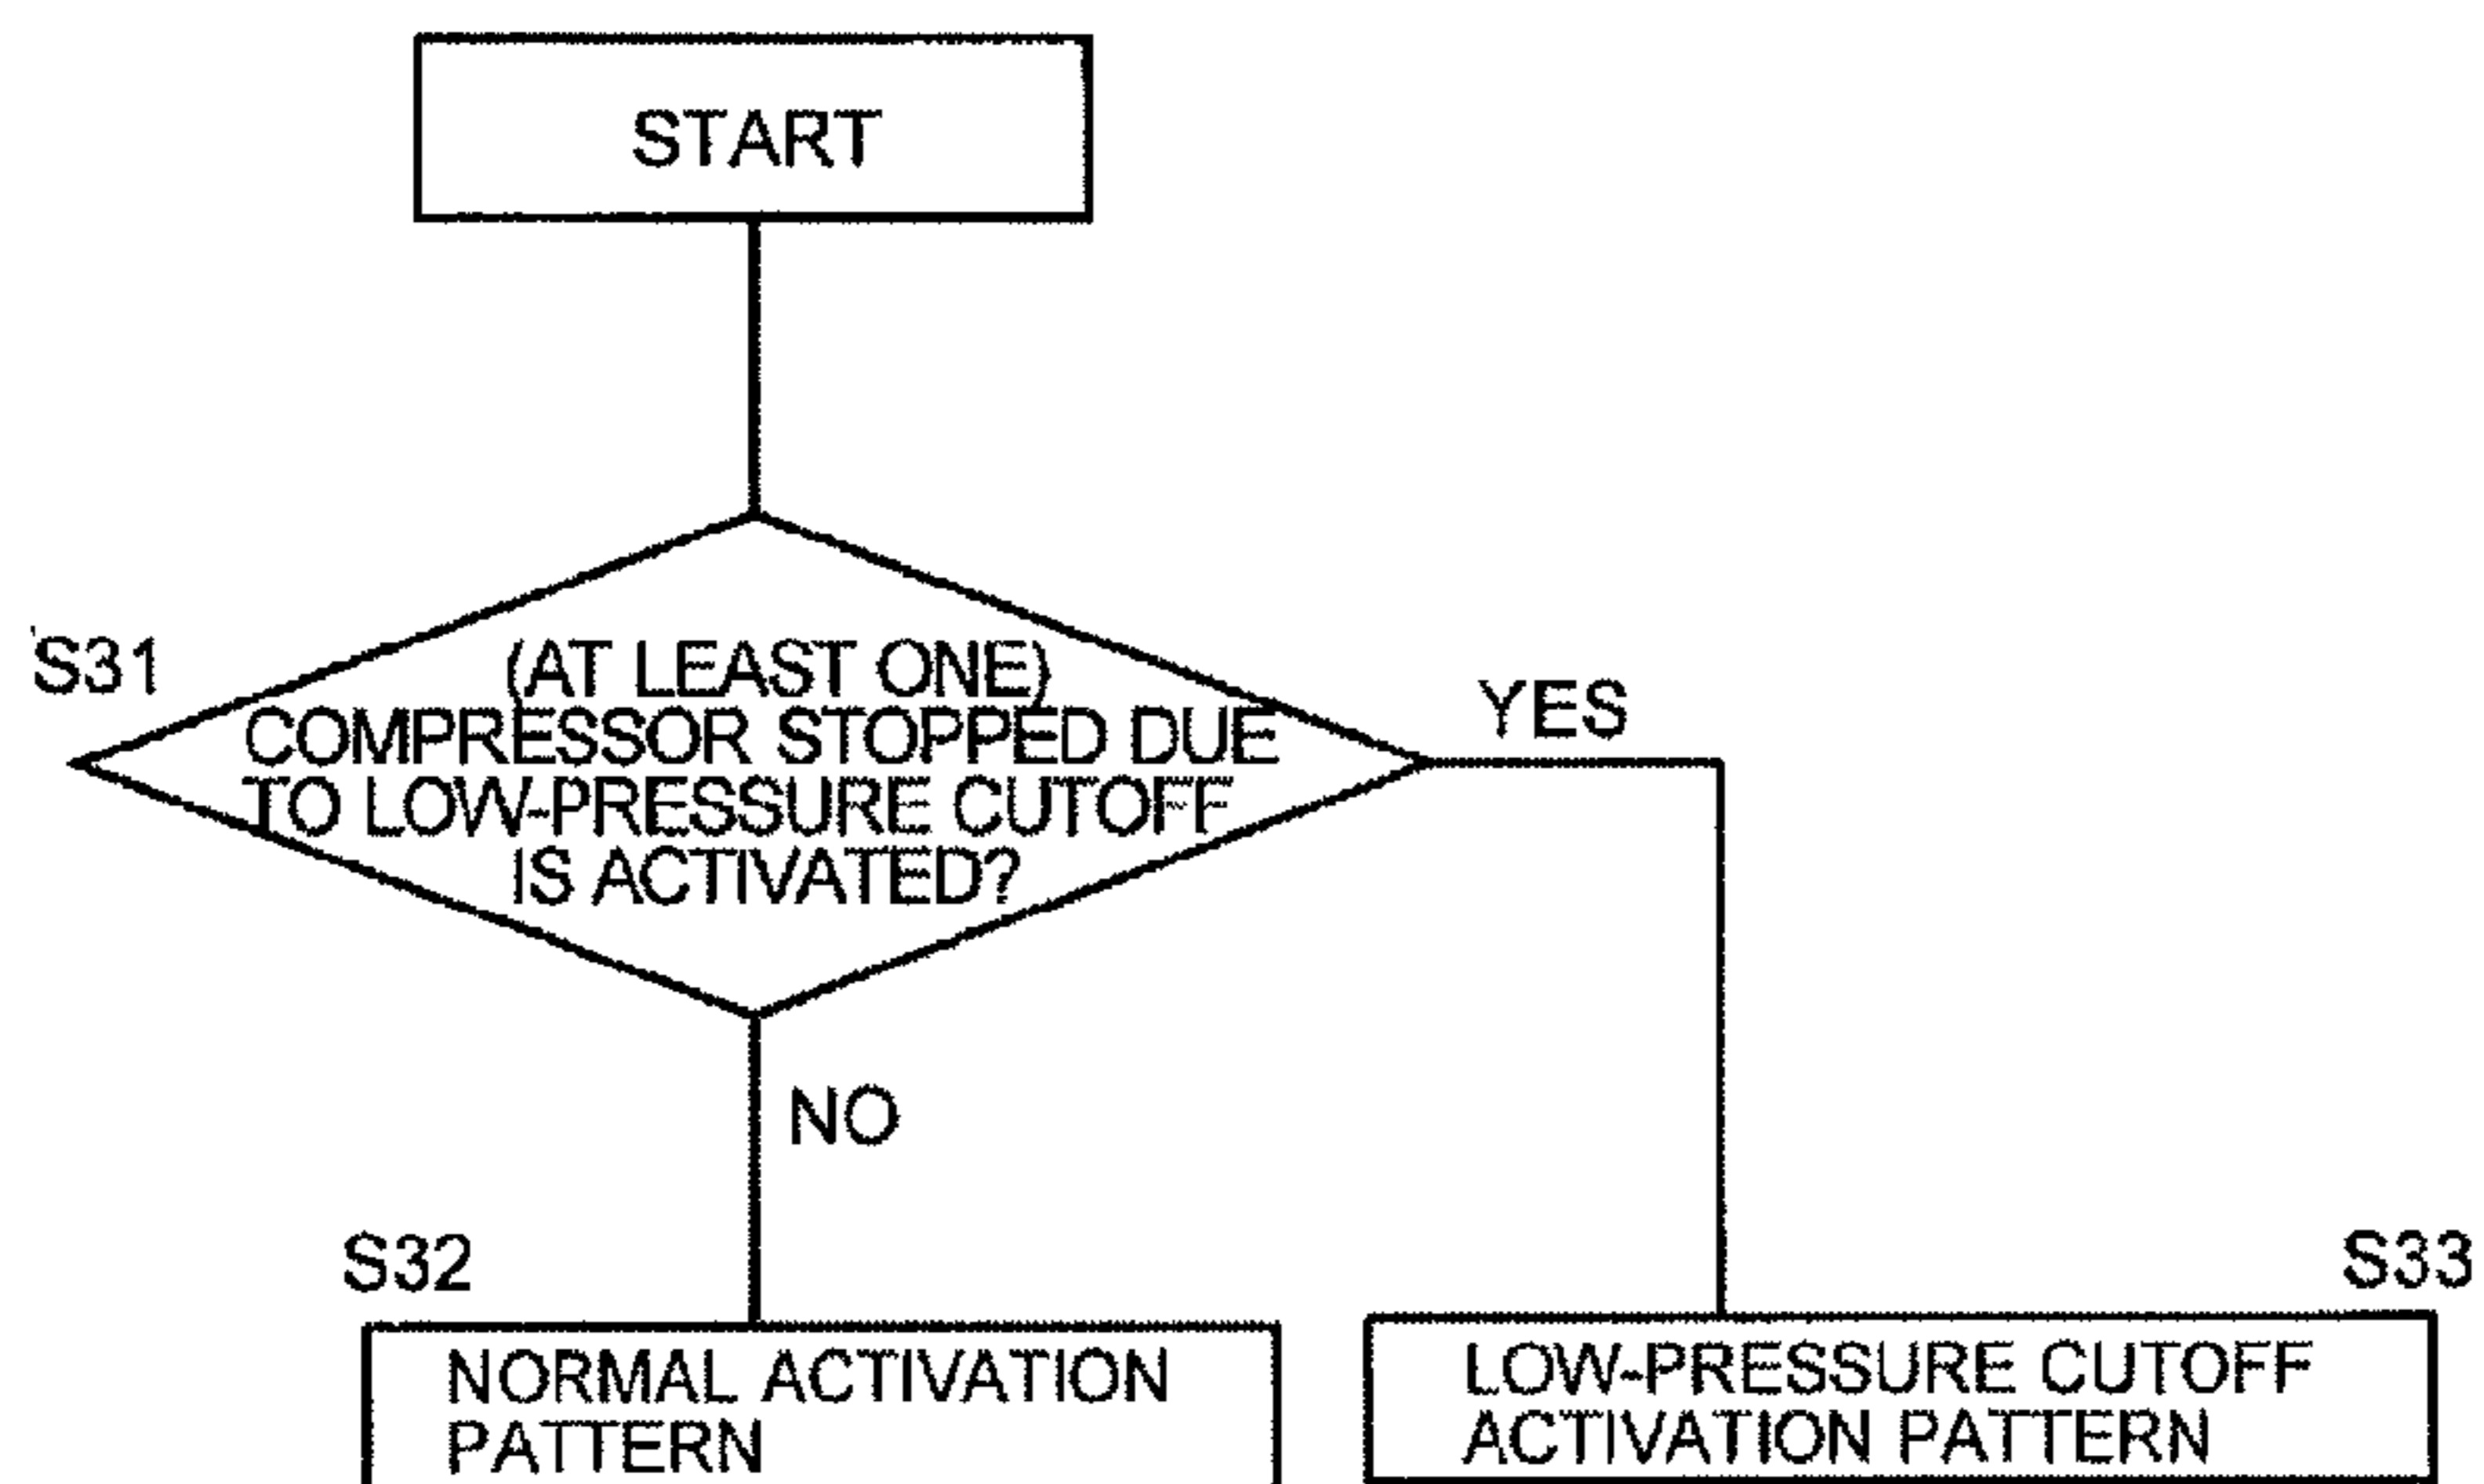 START
S31
(AT LEAST ONE)
COMPRESSOR STOPPED DUE
TO LOW-PRESSURE CUTOFF
IS ACTIVATED?
YES
NO
S32
NORMAL ACTIVATION
PATTERN
S33
LOW-PRESSURE CUTOFF
ACTIVATION PATTERN